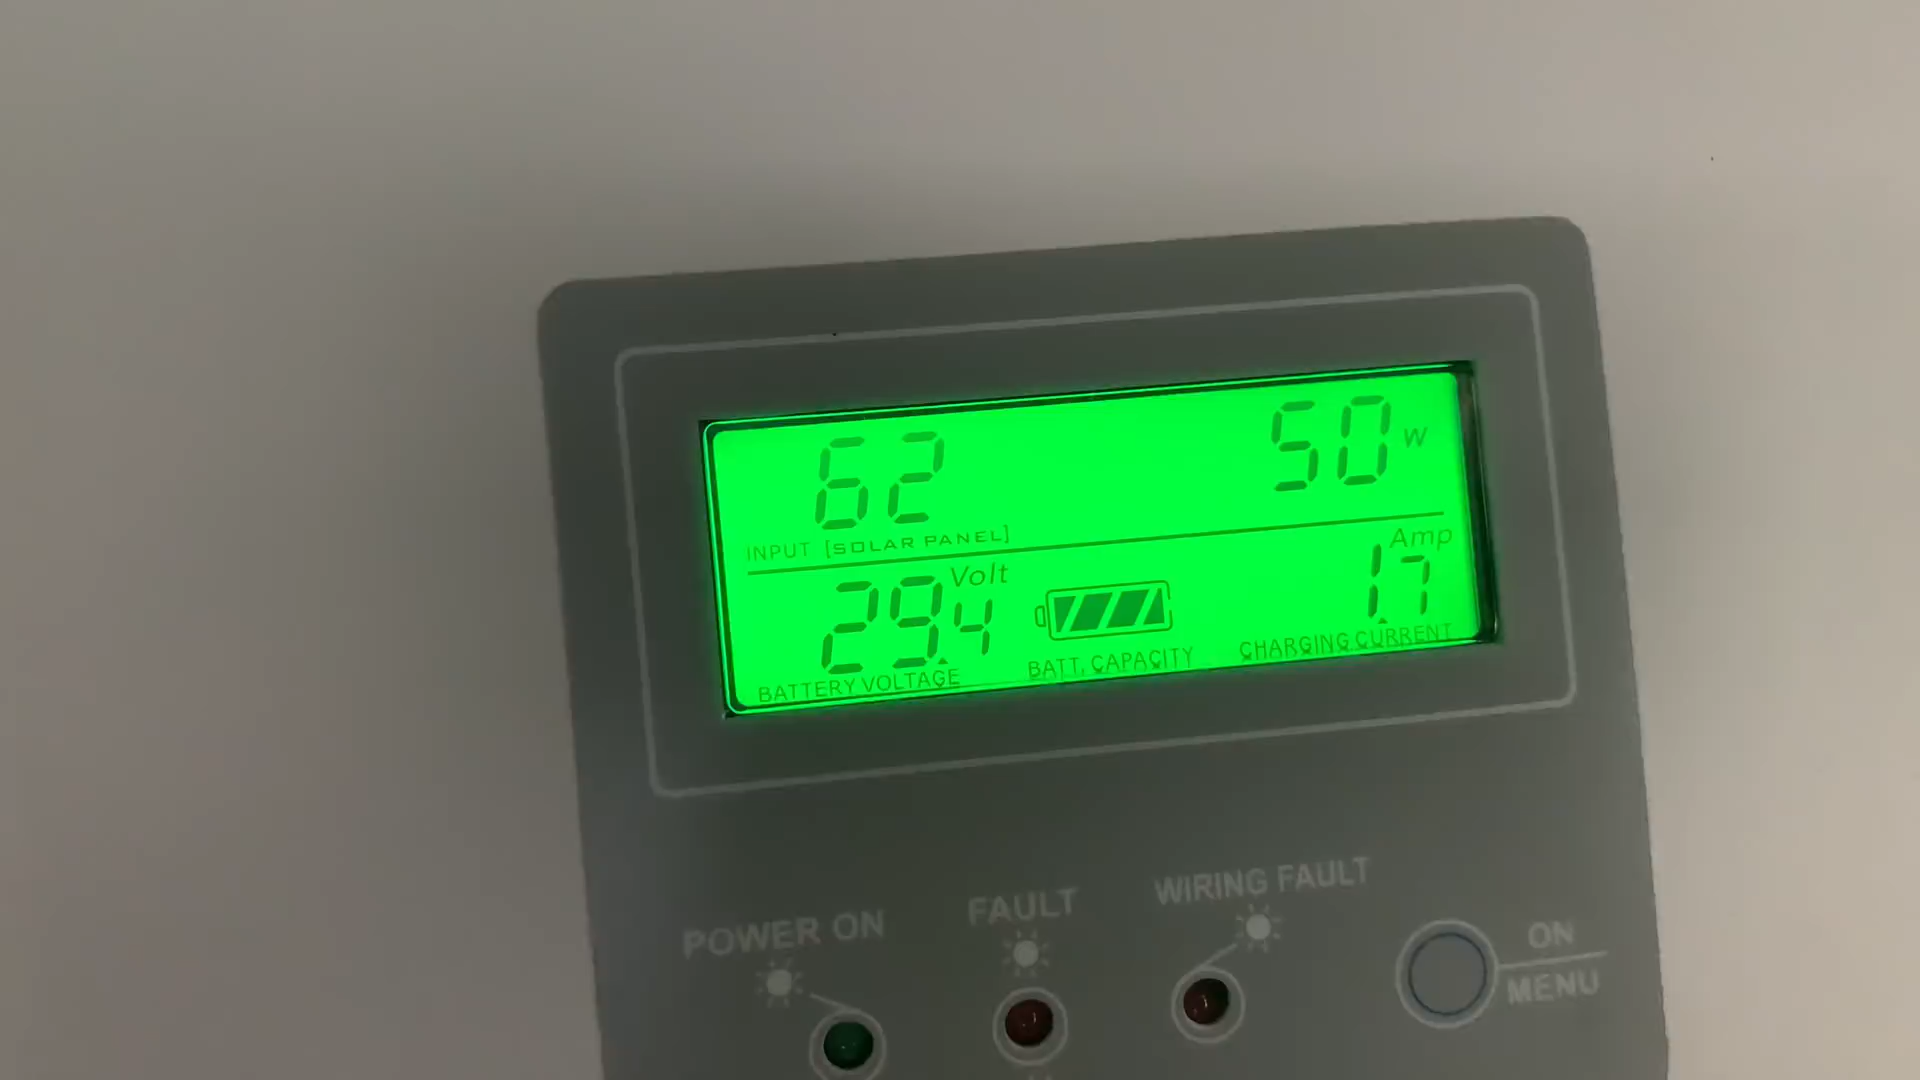 62 50 W
INPUT [SOLAR PANEL]
29.4 Volt 1.7 Amp
BATTERY VOLTAGE BATT. CAPACITY CHARGING CURRENT
POWER ON FAULT WIRING FAULT
ON
MENU